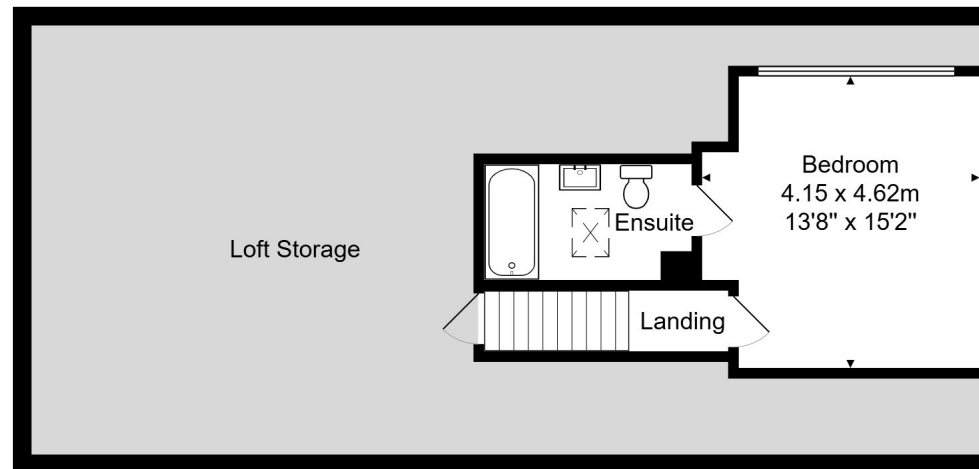 Bedroom
4.15 x 4.62m
13'8" x 15'2"
Ensuite
Loft Storage
Landing